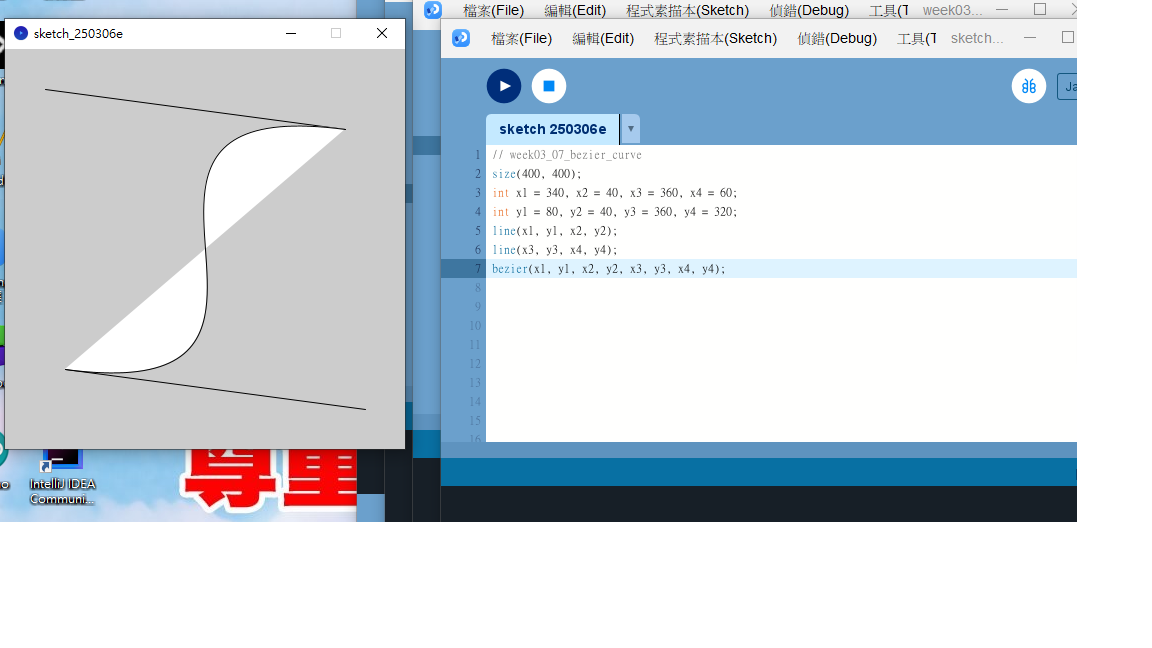 sketch_250306e
檔案(File) 編輯(Edit) 程式素描本(Sketch) 偵錯(Debug) 工具(T week03...
檔案(File) 編輯(Edit) 程式素描本(Sketch) 偵錯(Debug) 工具(T sketch...
Ja
sketch 250306e
1 // week03_07_bezier_curve
2 size(400, 400);
3 int x1 = 340, x2 = 40, x3 = 360, x4 = 60;
4 int y1 = 80, y2 = 40, y3 = 360, y4 = 320;
5 line(x1, y1, x2, y2);
6 line(x3, y3, x4, y4);
7 bezier(x1, y1, x2, y2, x3, y3, x4, y4);
8
9
10
11
12
13
14
15
16
尊重
IntelliJ IDEA
Communi...